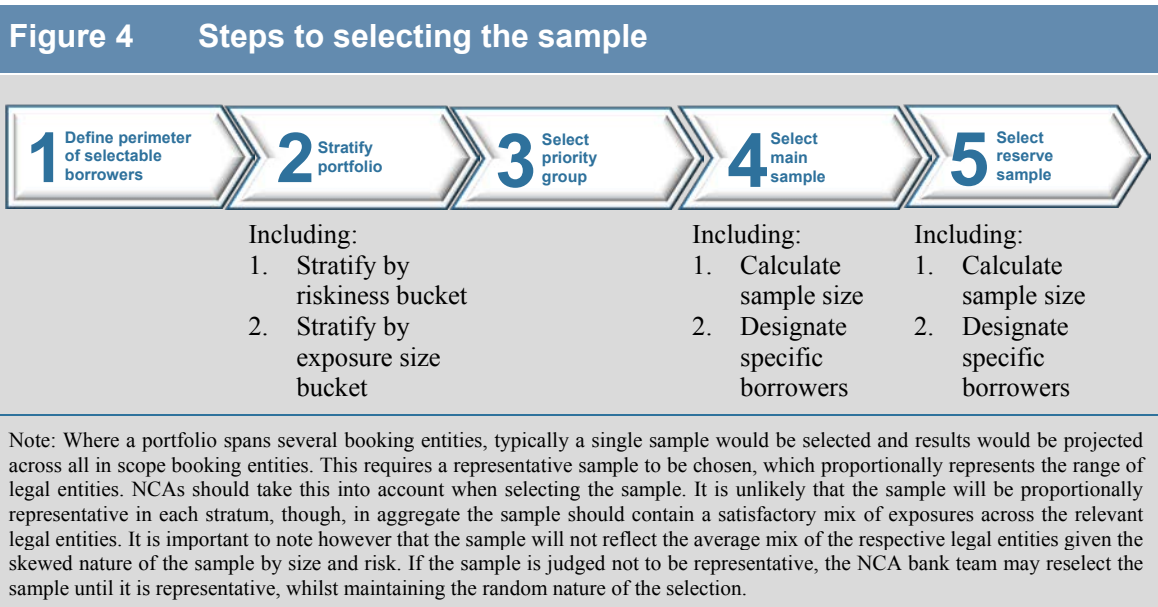 Figure 4 Steps to selecting the sample
1 Define perimeter
of selectable
borrowers
2 Stratify
portfolio
3 Select
priority
group
4 Select
main
sample
5 Select
reserve
sample
Including:
1. Stratify by
riskiness bucket
2. Stratify by
exposure size
bucket
Including:
1. Calculate
sample size
2. Designate
specific
borrowers
Including:
1. Calculate
sample size
2. Designate
specific
borrowers
Note: Where a portfolio spans several booking entities, typically a single sample would be selected and results would be projected
across all in scope booking entities. This requires a representative sample to be chosen, which proportionally represents the range of
legal entities. NCAs should take this into account when selecting the sample. It is unlikely that the sample will be proportionally
representative in each stratum, though, in aggregate the sample should contain a satisfactory mix of exposures across the relevant
legal entities. It is important to note however that the sample will not reflect the average mix of the respective legal entities given the
skewed nature of the sample by size and risk. If the sample is judged not to be representative, the NCA bank team may reselect the
sample until it is representative, whilst maintaining the random nature of the selection.